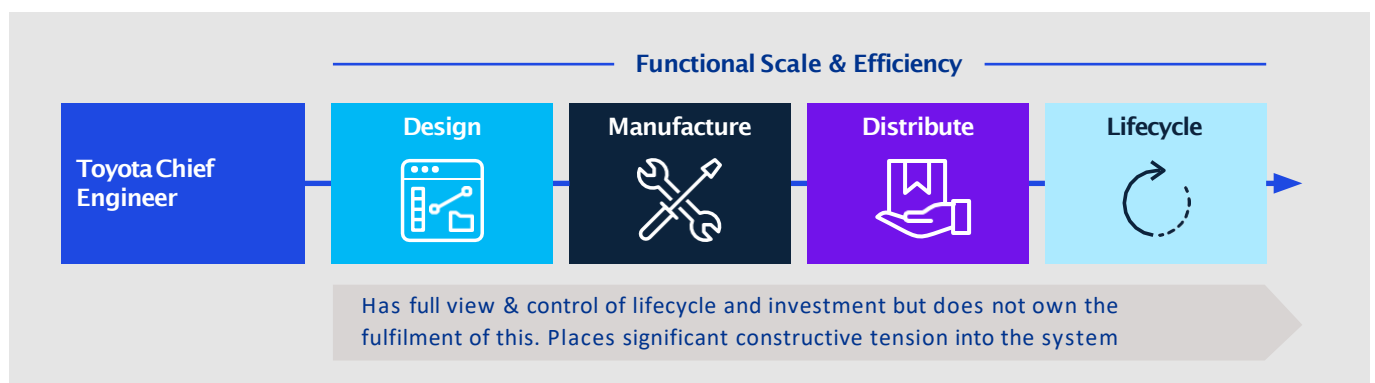 Functional Scale & Efficiency
Toyota Chief
Engineer
Design
Manufacture
Distribute
Lifecycle
Has full view & control of lifecycle and investment but does not own the
fulfilment of this. Places significant constructive tension into the system